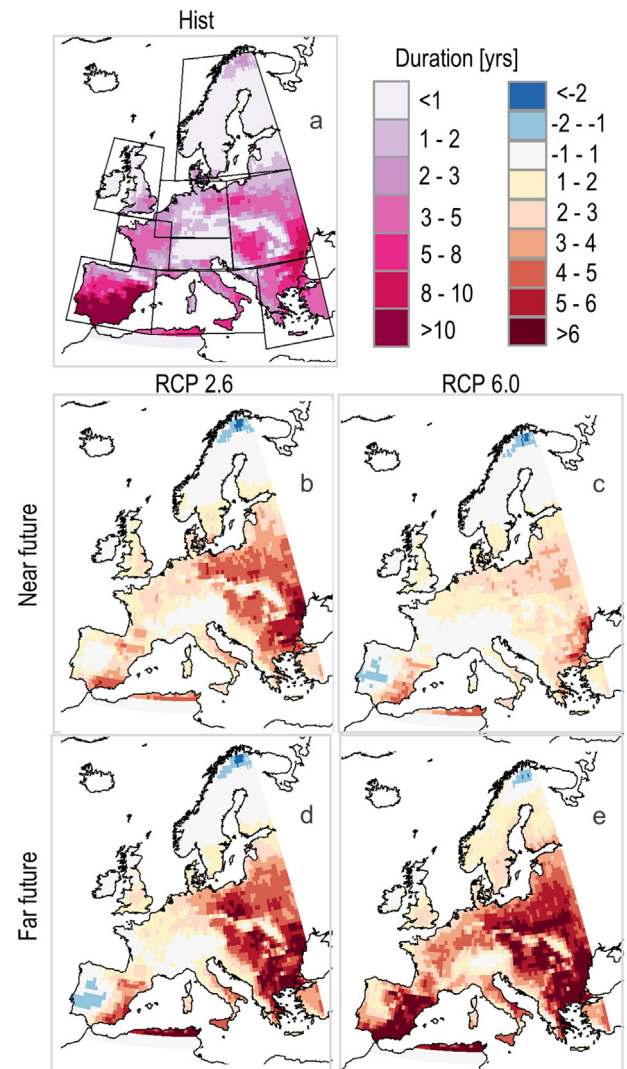 Hist
a
Duration [yrs]
<1
1 - 2
2 - 3
3 - 5
5 - 8
8 - 10
>10
<-2
-2 - -1
-1 - 1
1 - 2
2 - 3
3 - 4
4 - 5
5 - 6
>6
RCP 2.6
RCP 6.0
Near future
b
c
Far future
d
e